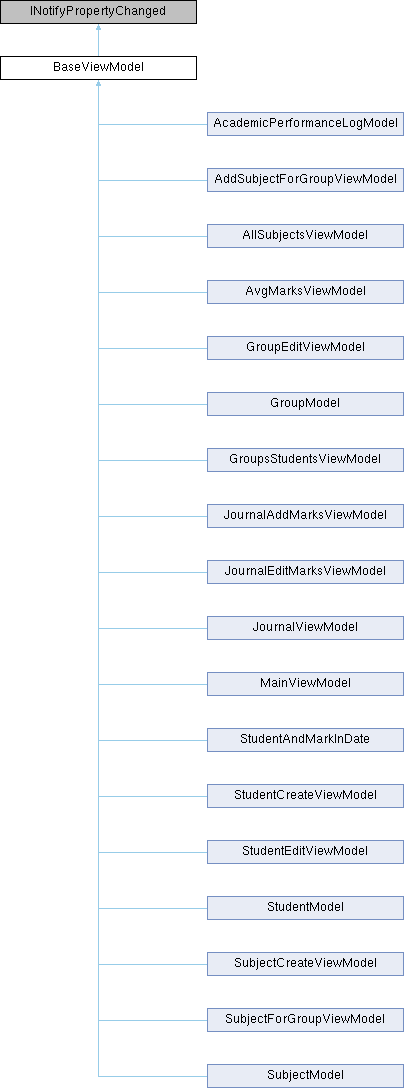 INotifyPropertyChanged
BaseViewModel
AcademicPerformanceLogModel
AddSubjectForGroupViewModel
AllSubjectsViewModel
AvgMarksViewModel
GroupEditViewModel
GroupModel
GroupsStudentsViewModel
JournalAddMarksViewModel
JournalEditMarksViewModel
JournalViewModel
MainViewModel
StudentAndMarkInDate
StudentCreateViewModel
StudentEditViewModel
StudentModel
SubjectCreateViewModel
SubjectForGroupViewModel
SubjectModel